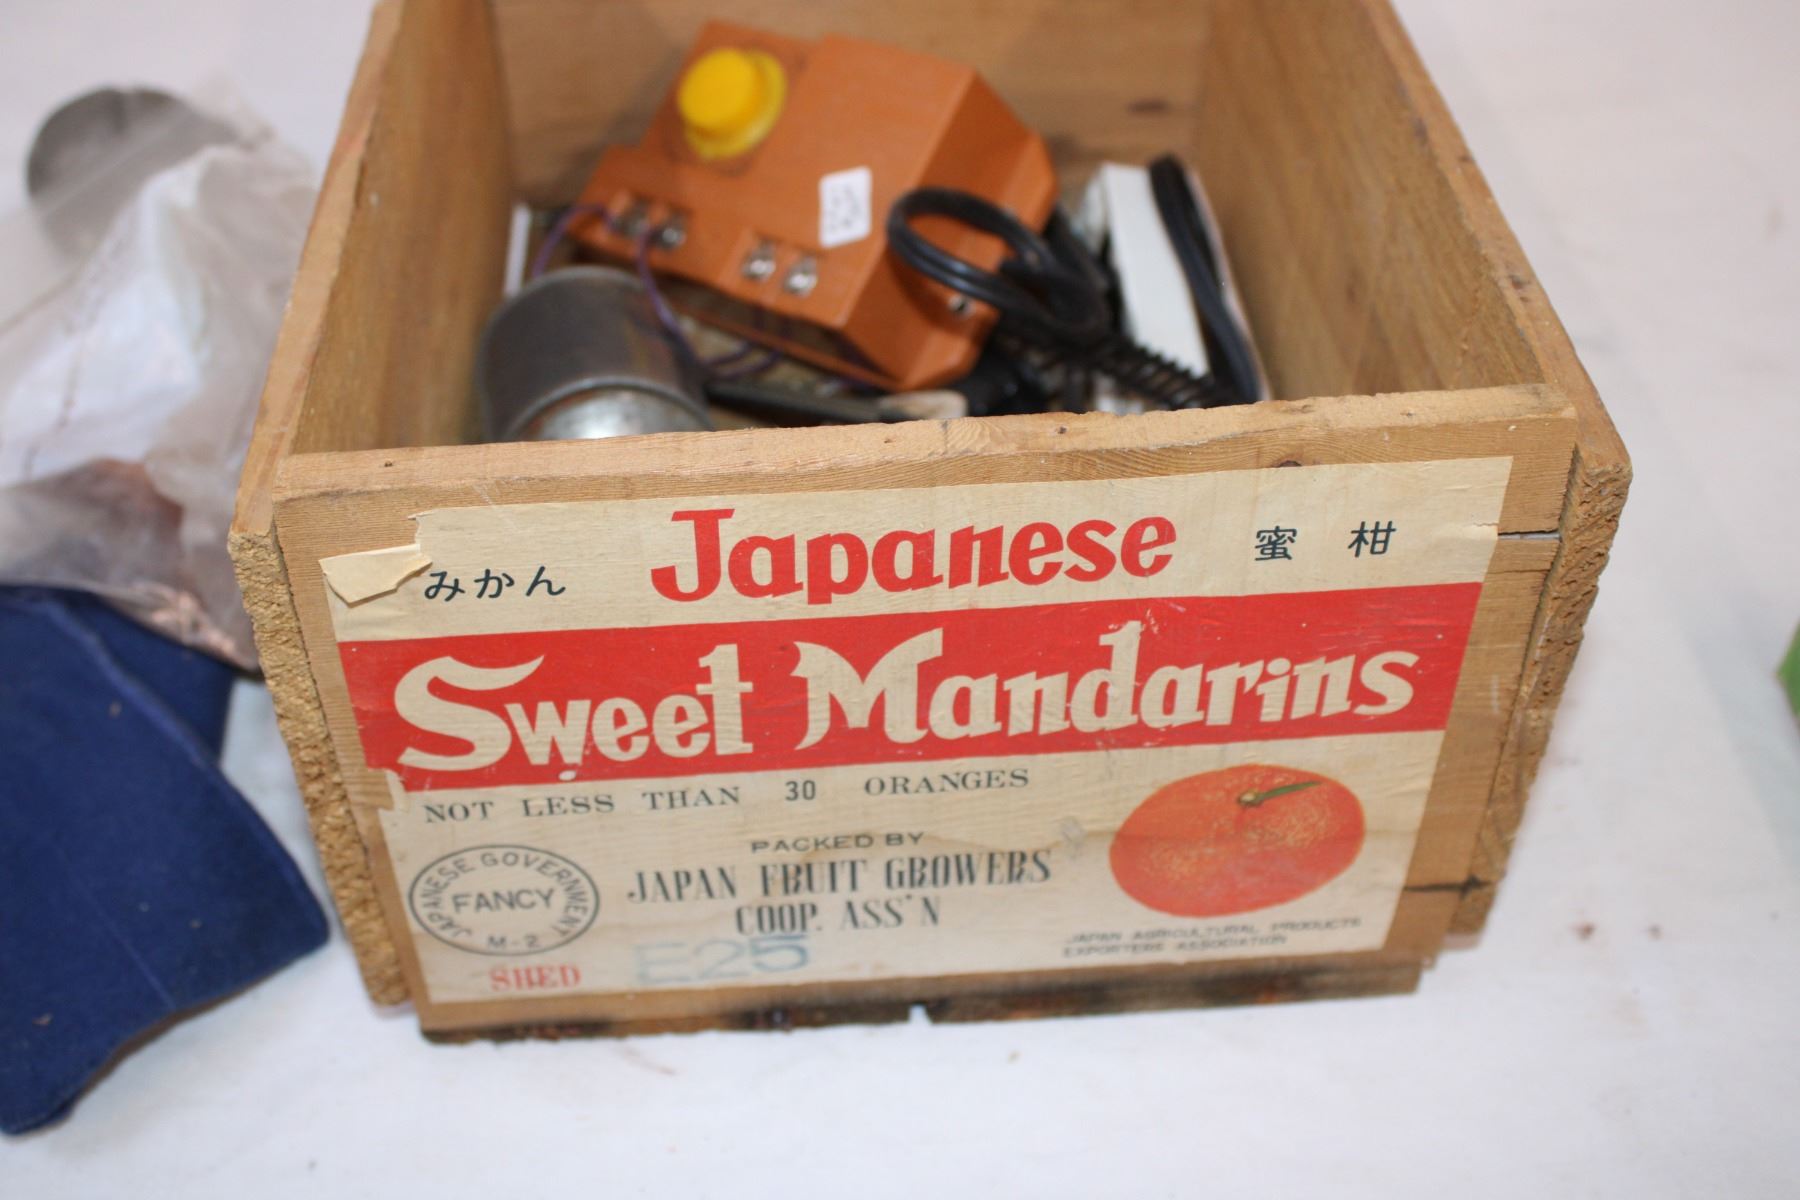 みかん Japanese 蜜柑
Sweet Mandarins
NOT LESS THAN 30 ORANGES
PACKED BY
JAPAN FRUIT GROWERS
COOP. ASS'N
JAPANESE GOVERNMENT
FANCY
M-2
SHED E25
JAPAN AGRICULTURAL PRODUCTS
EXPORTERS ASSOCIATION